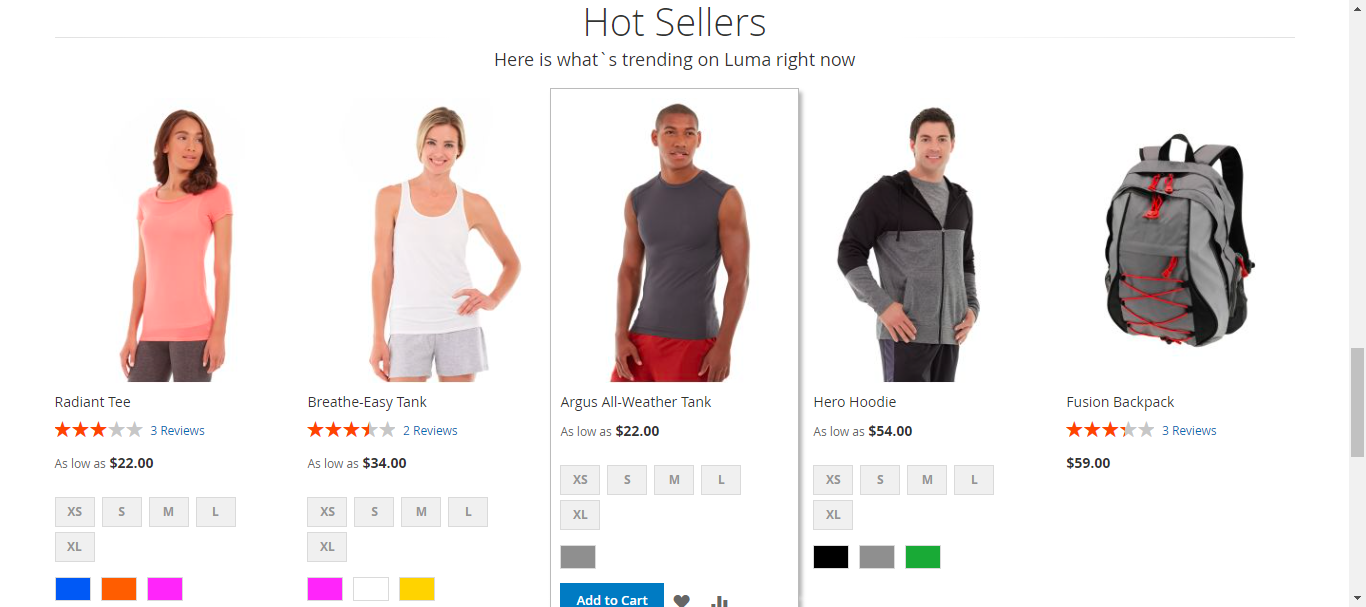 Hot Sellers
Here is what`s trending on Luma right now
Radiant Tee
3 Reviews
As low as $22.00
XS S M L
XL
Breathe-Easy Tank
2 Reviews
As low as $34.00
XS S M L
XL
Argus All-Weather Tank
As low as $22.00
XS S M L
XL
Add to Cart
Hero Hoodie
As low as $54.00
XS S M L
XL
Fusion Backpack
3 Reviews
$59.00